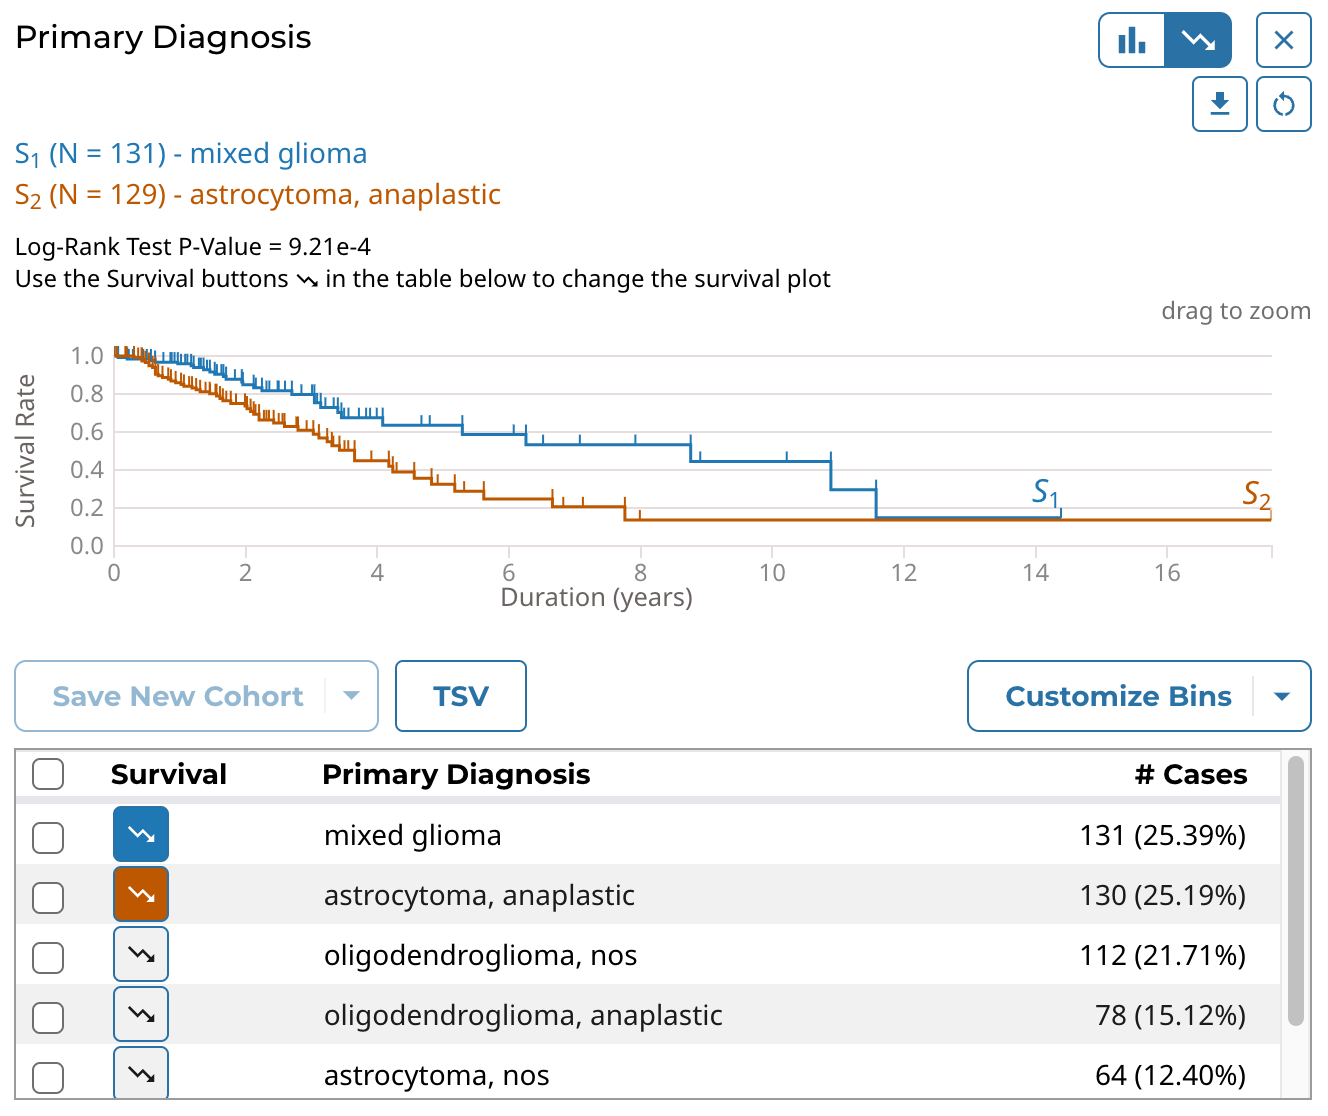 Primary Diagnosis
S1 (N = 131) - mixed glioma
S2 (N = 129) - astrocytoma, anaplastic
Log-Rank Test P-Value = 9.21e-4
Use the Survival buttons in the table below to change the survival plot
drag to zoom
Survival Rate
1.0
0.8
0.6
0.4
0.2
0.0
S1
S2
0 2 4 6 8 10 12 14 16
Duration (years)
Save New Cohort TSV Customize Bins
Survival Primary Diagnosis # Cases
mixed glioma 131 (25.39%)
astrocytoma, anaplastic 130 (25.19%)
oligodendroglioma, nos 112 (21.71%)
oligodendroglioma, anaplastic 78 (15.12%)
astrocytoma, nos 64 (12.40%)